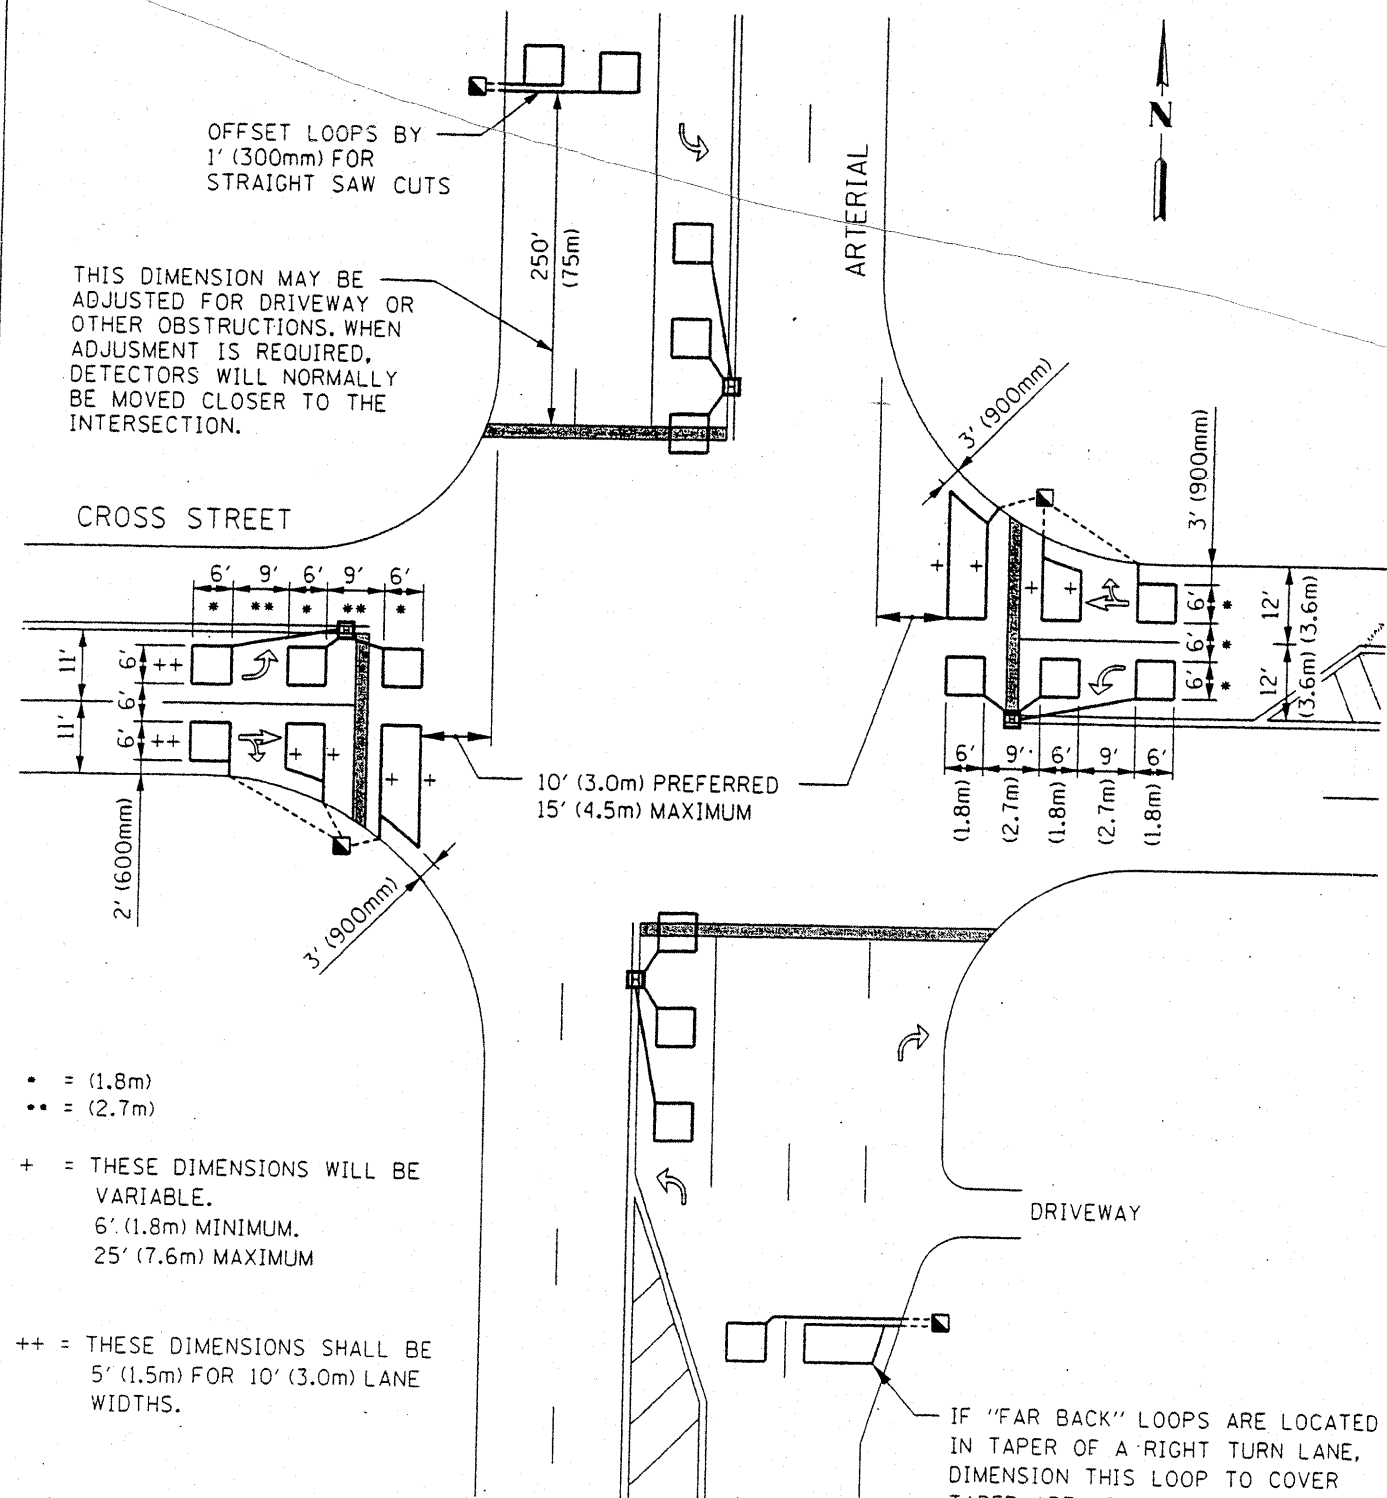 OFFSET LOOPS BY
1' (300mm) FOR
STRAIGHT SAW CUTS
THIS DIMENSION MAY BE
ADJUSTED FOR DRIVEWAY OR
OTHER OBSTRUCTIONS. WHEN
ADJUSMENT IS REQUIRED,
DETECTORS WILL NORMALLY
BE MOVED CLOSER TO THE
INTERSECTION.
250'
(75m)
ARTERIAL
N
3' (900mm)
3' (900mm)
CROSS STREET
6' 9' 6' 9' 6'
* ** * ** *
11'
6' ++
6'
11'
6' ++
2' (600mm)
3' (900mm)
+ +
+ +
+ +
+ +
6' *
6' *
6' *
12' (3.6m)
12' (3.6m)
6' 9' 6' 9' 6'
(1.8m) (2.7m) (1.8m) (2.7m) (1.8m)
10' (3.0m) PREFERRED
15' (4.5m) MAXIMUM
* = (1.8m)
** = (2.7m)
+ = THESE DIMENSIONS WILL BE
VARIABLE.
6' (1.8m) MINIMUM.
25' (7.6m) MAXIMUM
++ = THESE DIMENSIONS SHALL BE
5' (1.5m) FOR 10' (3.0m) LANE
WIDTHS.
DRIVEWAY
IF "FAR BACK" LOOPS ARE LOCATED
IN TAPER OF A RIGHT TURN LANE,
DIMENSION THIS LOOP TO COVER